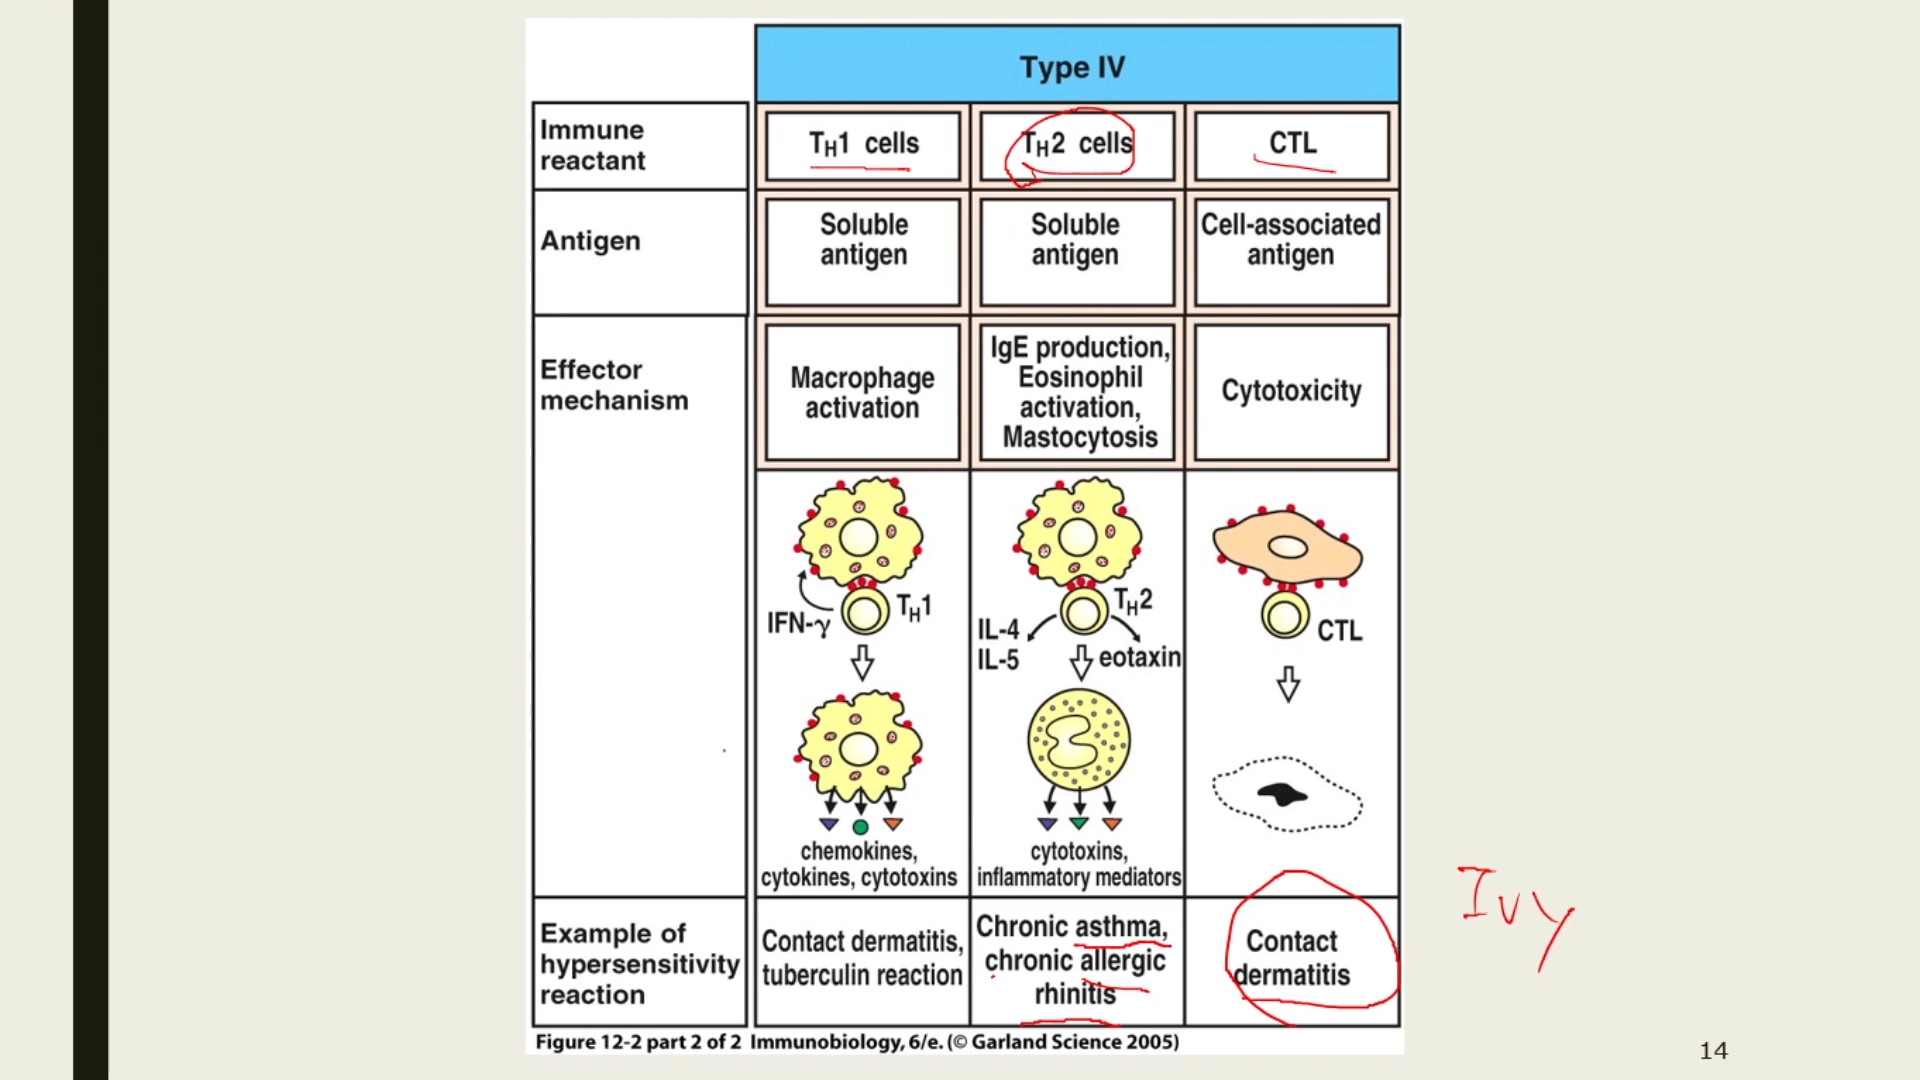 Type IV
Immune
reactant
TH1 cells
TH2 cells
CTL
Antigen
Soluble
antigen
Soluble
antigen
Cell-associated
antigen
Effector
mechanism
Macrophage
activation
IgE production,
Eosinophil
activation,
Mastocytosis
Cytotoxicity
IFN-γ
TH1
IL-4
IL-5
TH2
eotaxin
CTL
chemokines,
cytokines, cytotoxins
cytotoxins,
inflammatory mediators
Example of
hypersensitivity
reaction
Contact dermatitis,
tuberculin reaction
Chronic asthma,
chronic allergic
rhinitis
Contact
dermatitis
Ivy
Figure 12-2 part 2 of 2 Immunobiology, 6/e. (© Garland Science 2005)
14